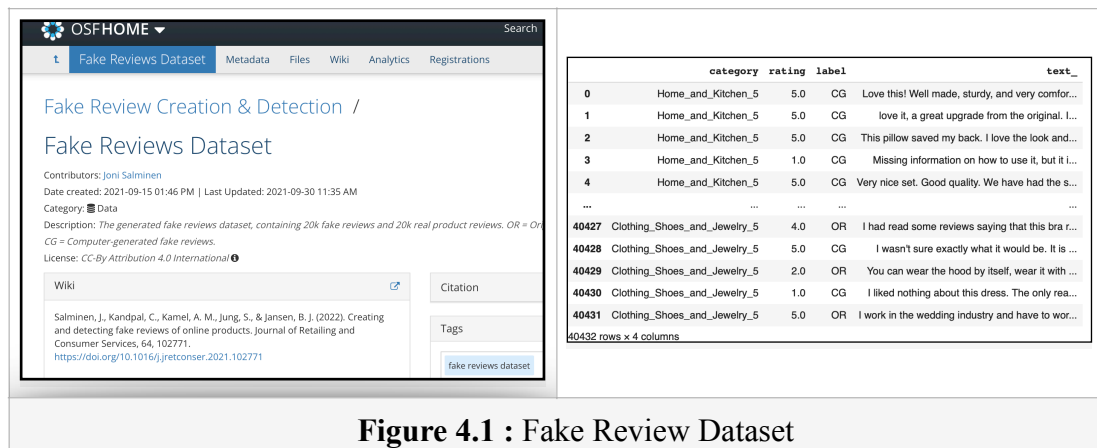 OSFHOME Search
Fake Reviews Dataset Metadata Files Wiki Analytics Registrations
Fake Review Creation & Detection /
Fake Reviews Dataset
Contributors: Joni Salminen
Date created: 2021-09-15 01:46 PM | Last Updated: 2021-09-30 11:35 AM
Category: Data
Description: The generated fake reviews dataset, containing 20k fake reviews and 20k real product reviews. OR =
CG = Computer-generated fake reviews.
License: CC-By Attribution 4.0 International
Wiki
Salminen, J., Kandpal, C., Kamel, A. M., Jung, S., & Jansen, B. J. (2022). Creating
and detecting fake reviews of online products. Journal of Retailing and
Consumer Services, 64, 102771.
https://doi.org/10.1016/j.jretconser.2021.102771
Citation
Tags
fake reviews dataset
category rating label text_
0 Home_and_Kitchen_5 5.0 CG Love this! Well made, sturdy, and very comfor...
1 Home_and_Kitchen_5 5.0 CG love it, a great upgrade from the original. I...
2 Home_and_Kitchen_5 5.0 CG This pillow saved my back. I love the look and...
3 Home_and_Kitchen_5 1.0 CG Missing information on how to use it, but it i...
4 Home_and_Kitchen_5 5.0 CG Very nice set. Good quality. We have had the s...
... ... ... ... ...
40427 Clothing_Shoes_and_Jewelry_5 4.0 OR I had read some reviews saying that this bra r...
40428 Clothing_Shoes_and_Jewelry_5 5.0 CG I wasn't sure exactly what it would be. It is ...
40429 Clothing_Shoes_and_Jewelry_5 2.0 OR You can wear the hood by itself, wear it with ...
40430 Clothing_Shoes_and_Jewelry_5 1.0 CG I liked nothing about this dress. The only rea...
40431 Clothing_Shoes_and_Jewelry_5 5.0 OR I work in the wedding industry and have to wor...
40432 rows × 4 columns
Figure 4.1 : Fake Review Dataset